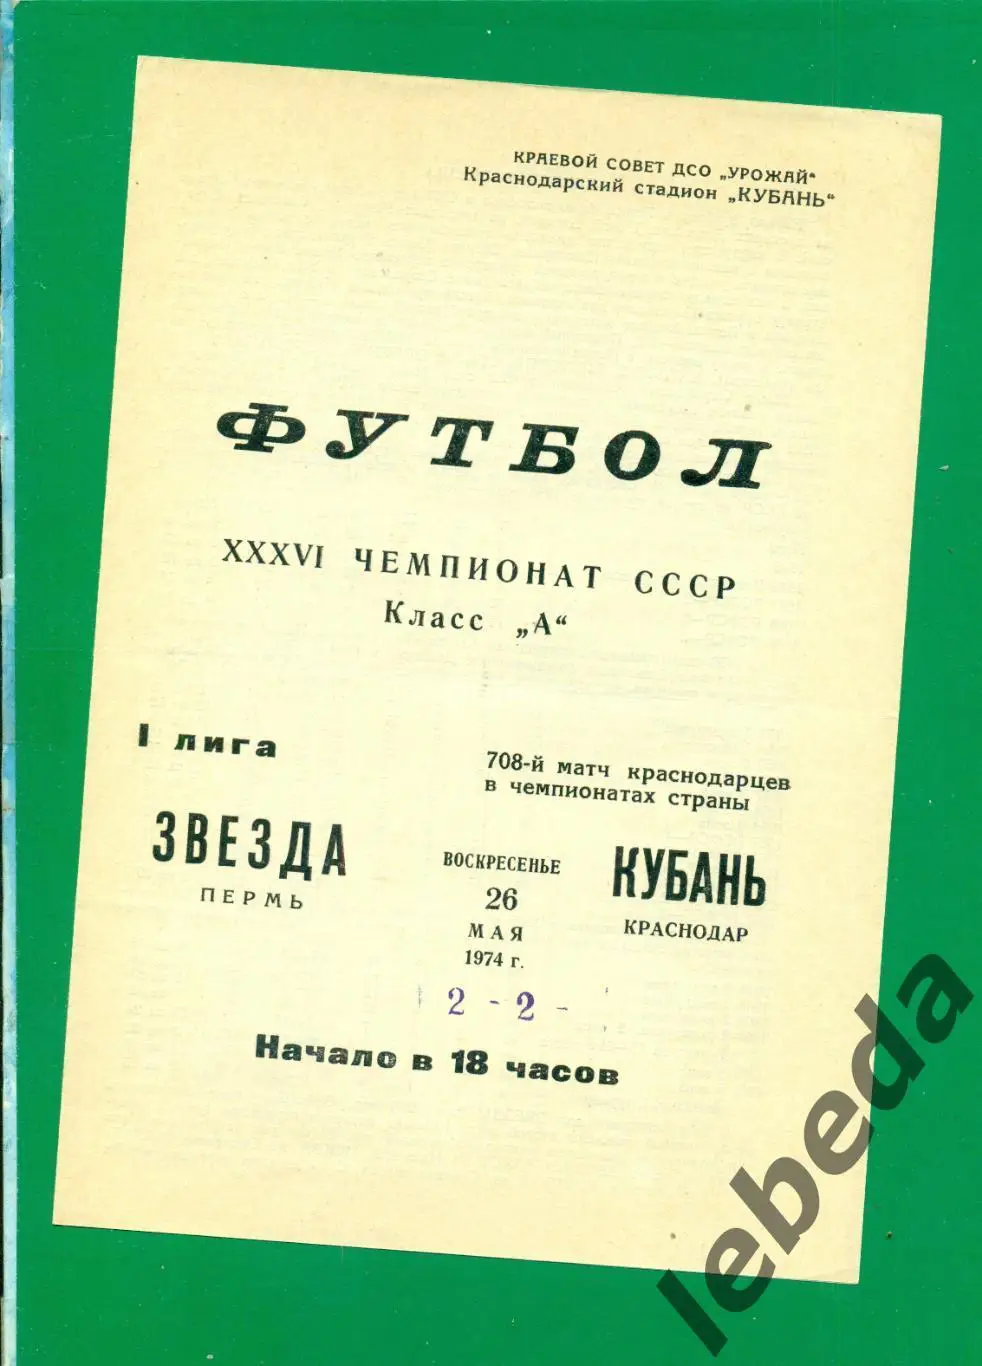 КРАЕВОЙ СОВЕТ ДСО „УРОЖАЙ“
Краснодарский стадион „КУБАНЬ“
ФУТБОЛ
XXXVI ЧЕМПИОНАТ СССР
Класс „А“
I лига
708-й матч краснодарцев
в чемпионатах страны
ЗВЕЗДА
ПЕРМЬ
ВОСКРЕСЕНЬЕ
26
МАЯ
1974 г.
КУБАНЬ
КРАСНОДАР
2 - 2 -
Начало в 18 часов
lebeda